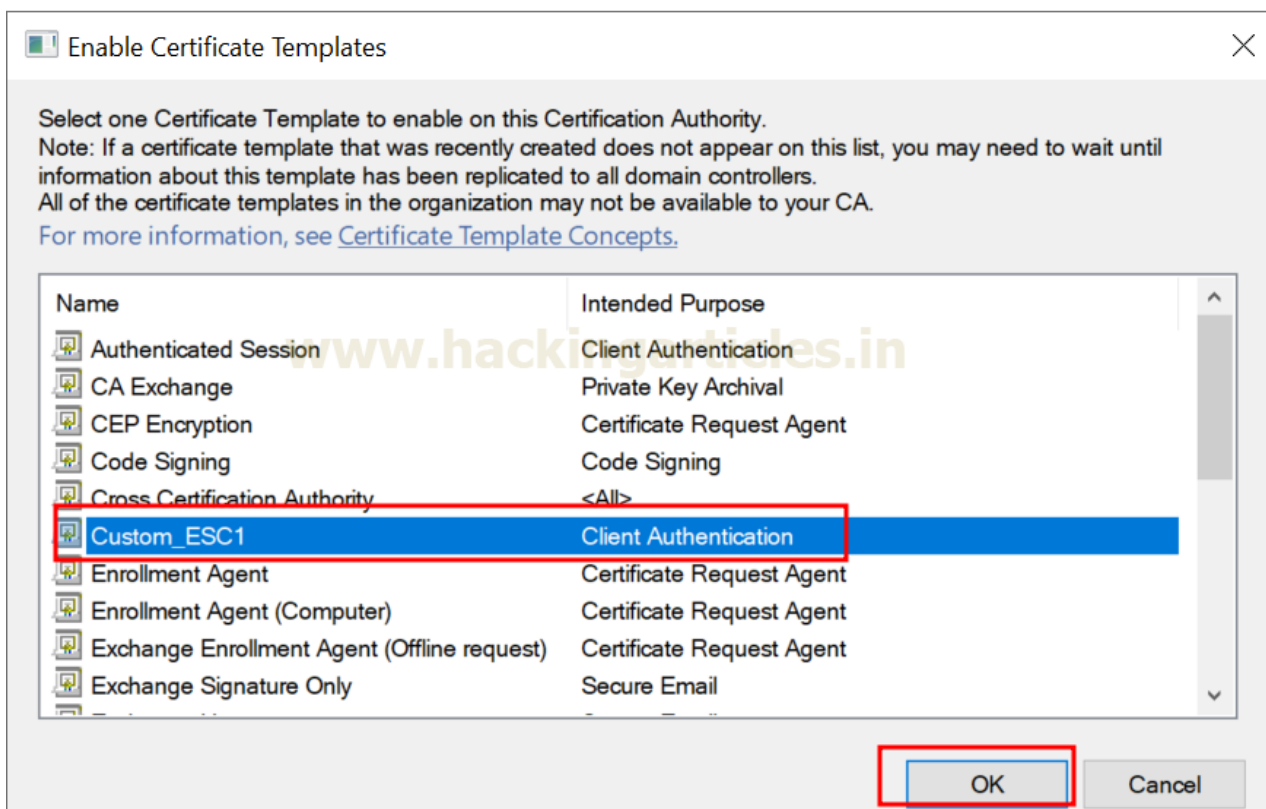 Enable Certificate Templates
Select one Certificate Template to enable on this Certification Authority.
Note: If a certificate template that was recently created does not appear on this list, you may need to wait until
information about this template has been replicated to all domain controllers.
All of the certificate templates in the organization may not be available to your CA.
For more information, see Certificate Template Concepts.
Name Intended Purpose
www.hackingarticles.in
Authenticated Session Client Authentication
CA Exchange Private Key Archival
CEP Encryption Certificate Request Agent
Code Signing Code Signing
Cross Certification Authority <All>
Custom_ESC1 Client Authentication
Enrollment Agent Certificate Request Agent
Enrollment Agent (Computer) Certificate Request Agent
Exchange Enrollment Agent (Offline request) Certificate Request Agent
Exchange Signature Only Secure Email
OK Cancel